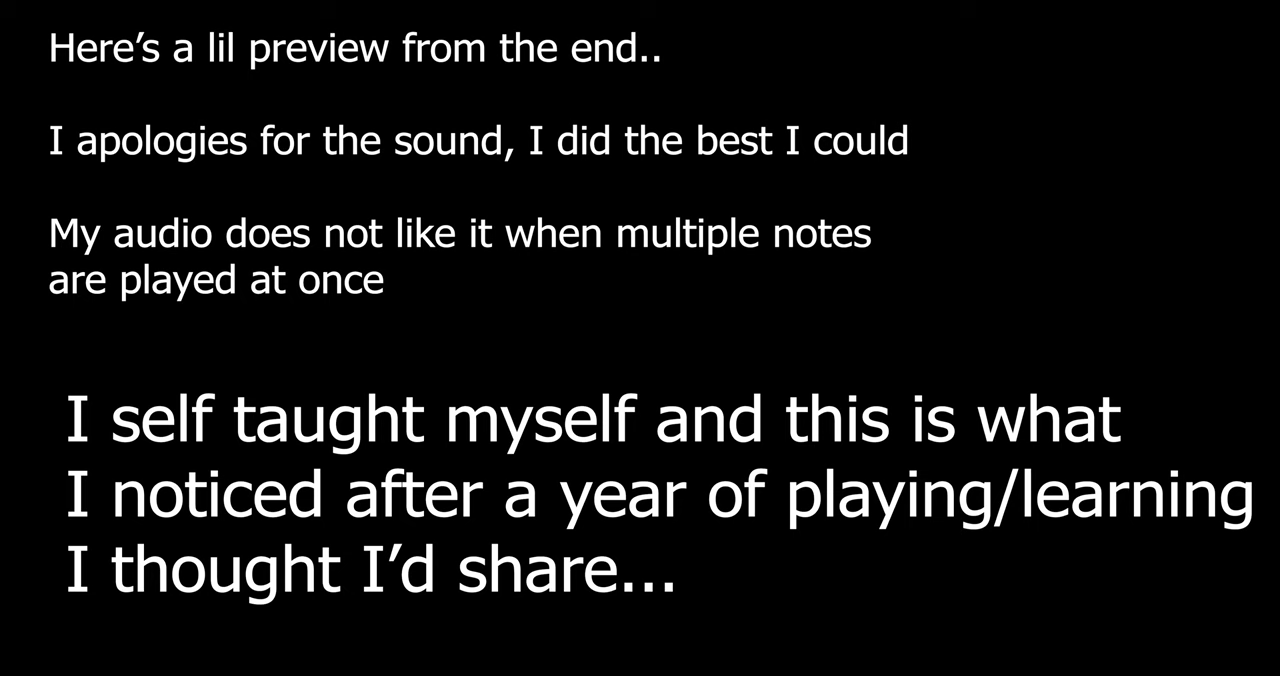 Here’s a lil preview from the end..
I apologies for the sound, I did the best I could
My audio does not like it when multiple notes
are played at once
I self taught myself and this is what
I noticed after a year of playing/learning
I thought I’d share...